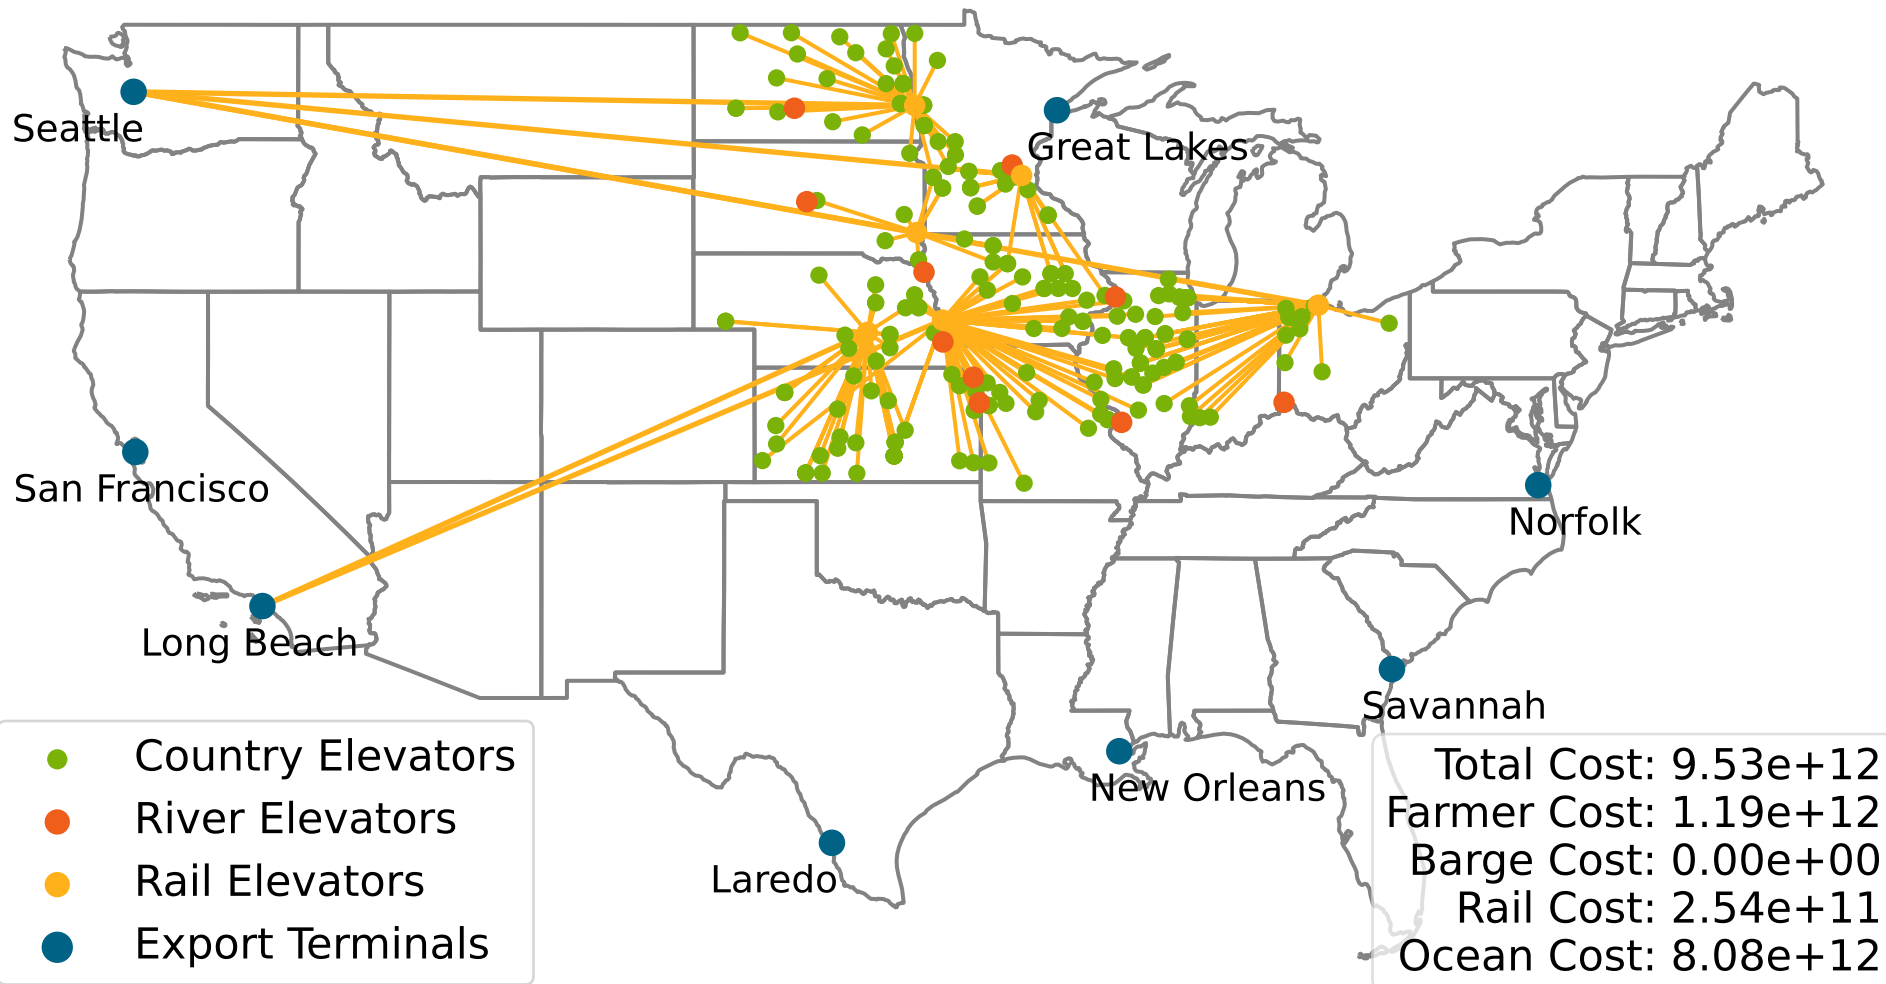 Seattle
Great Lakes
San Francisco
Norfolk
Long Beach
Savannah
New Orleans
Laredo
Country Elevators
River Elevators
Rail Elevators
Export Terminals
Total Cost: 9.53e+12
Farmer Cost: 1.19e+12
Barge Cost: 0.00e+00
Rail Cost: 2.54e+11
Ocean Cost: 8.08e+12